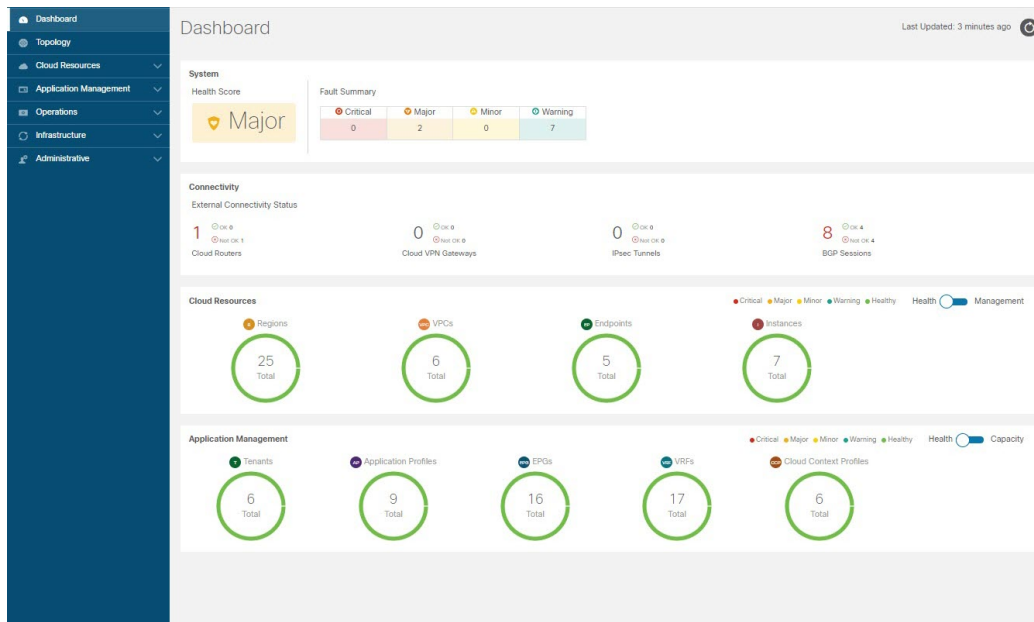 Dashboard
Topology
Cloud Resources
Application Management
Operations
Infrastructure
Administrative
Dashboard
Last Updated: 3 minutes ago
System
Health Score
Major
Fault Summary
Critical Major Minor Warning
0 2 0 7
Connectivity
External Connectivity Status
1 OK 0 Not OK 1
Cloud Routers
0 OK 0 Not OK 0
Cloud VPN Gateways
0 OK 0 Not OK 0
IPsec Tunnels
8 OK 4 Not OK 4
BGP Sessions
Cloud Resources
Critical Major Minor Warning Healthy
Health Management
R Regions
25
Total
VPC VPCs
6
Total
EP Endpoints
5
Total
I Instances
7
Total
Application Management
Critical Major Minor Warning Healthy
Health Capacity
T Tenants
6
Total
AP Application Profiles
9
Total
EPG EPGs
16
Total
VRF VRFs
17
Total
CCP Cloud Context Profiles
6
Total